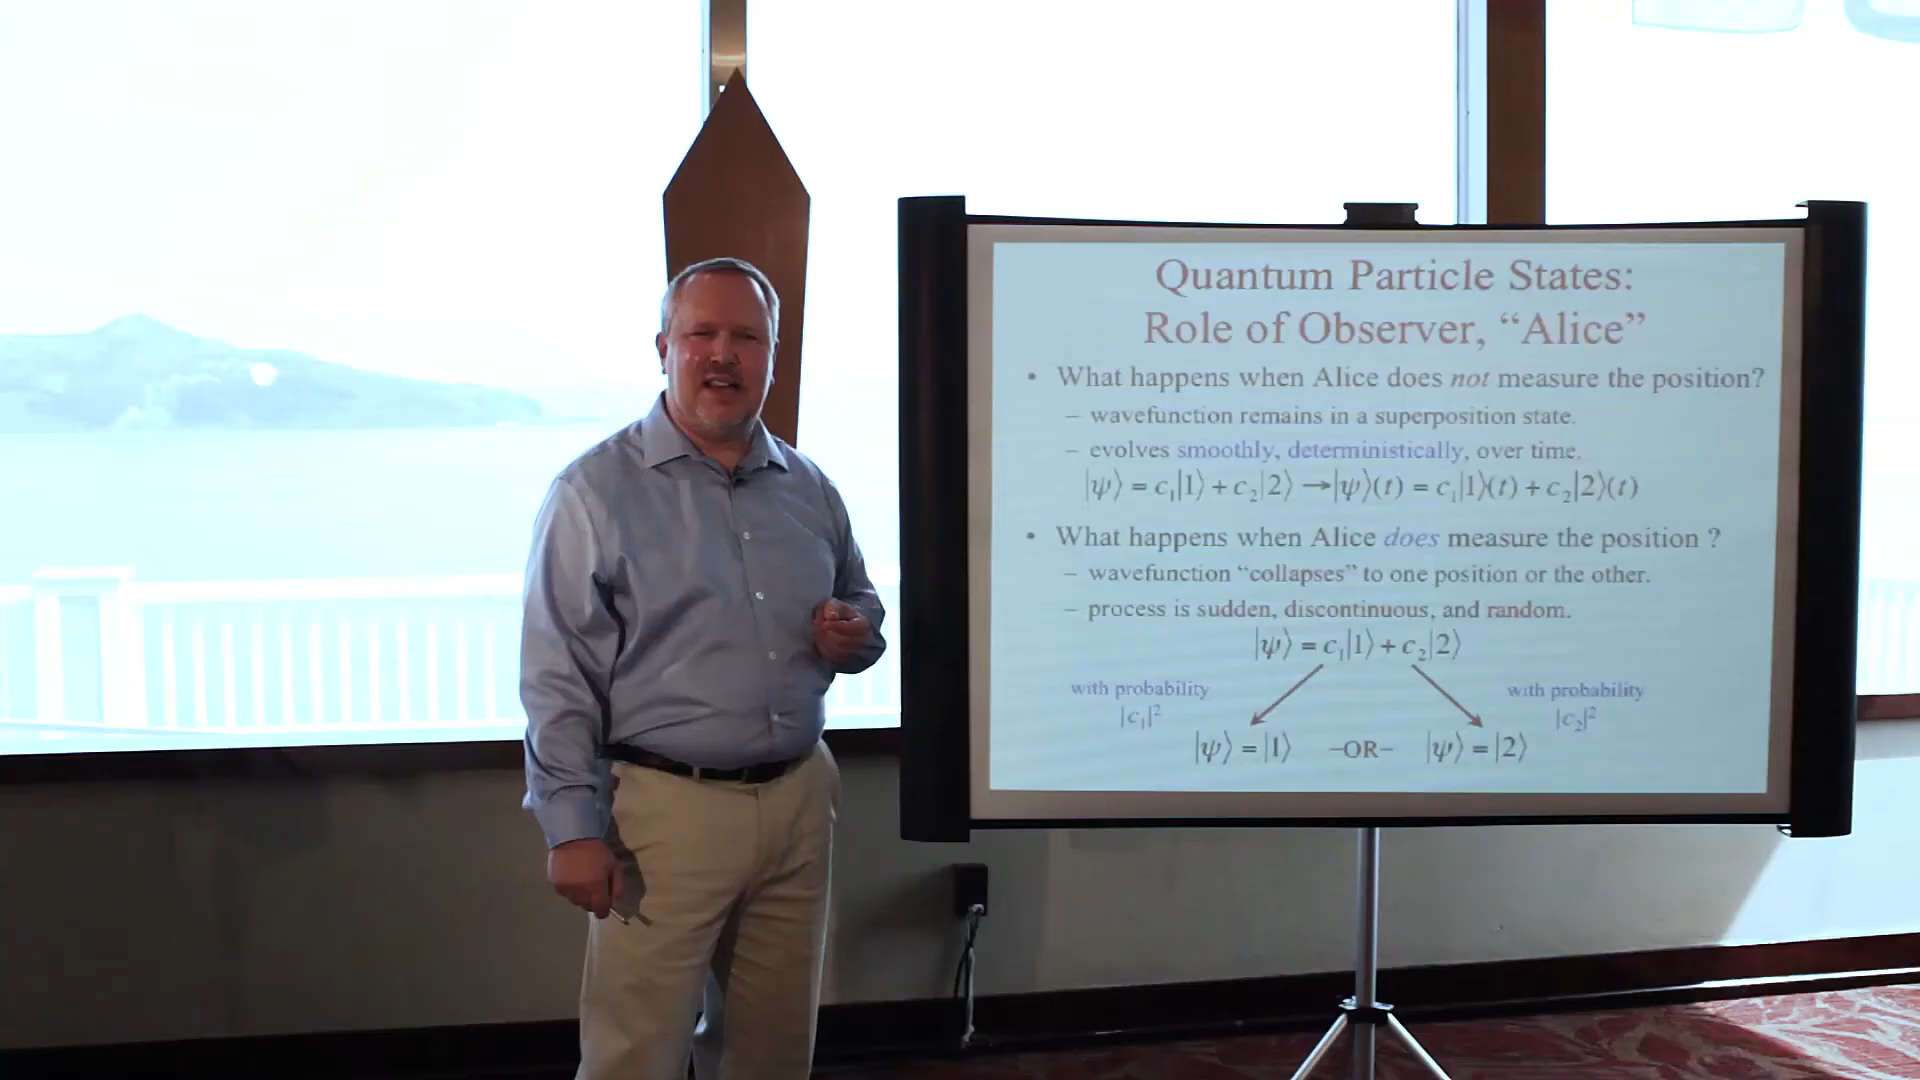 Quantum Particle States:
Role of Observer, “Alice”
• What happens when Alice does not measure the position?
– wavefunction remains in a superposition state.
– evolves smoothly, deterministically, over time.
|ψ⟩ = c₁|1⟩ + c₂|2⟩ →|ψ⟩(t) = c₁|1⟩(t) + c₂|2⟩(t)
• What happens when Alice does measure the position ?
– wavefunction “collapses” to one position or the other.
– process is sudden, discontinuous, and random.
|ψ⟩ = c₁|1⟩ + c₂|2⟩
with probability
|c₁|²
with probability
|c₂|²
|ψ⟩ = |1⟩ –OR– |ψ⟩ = |2⟩